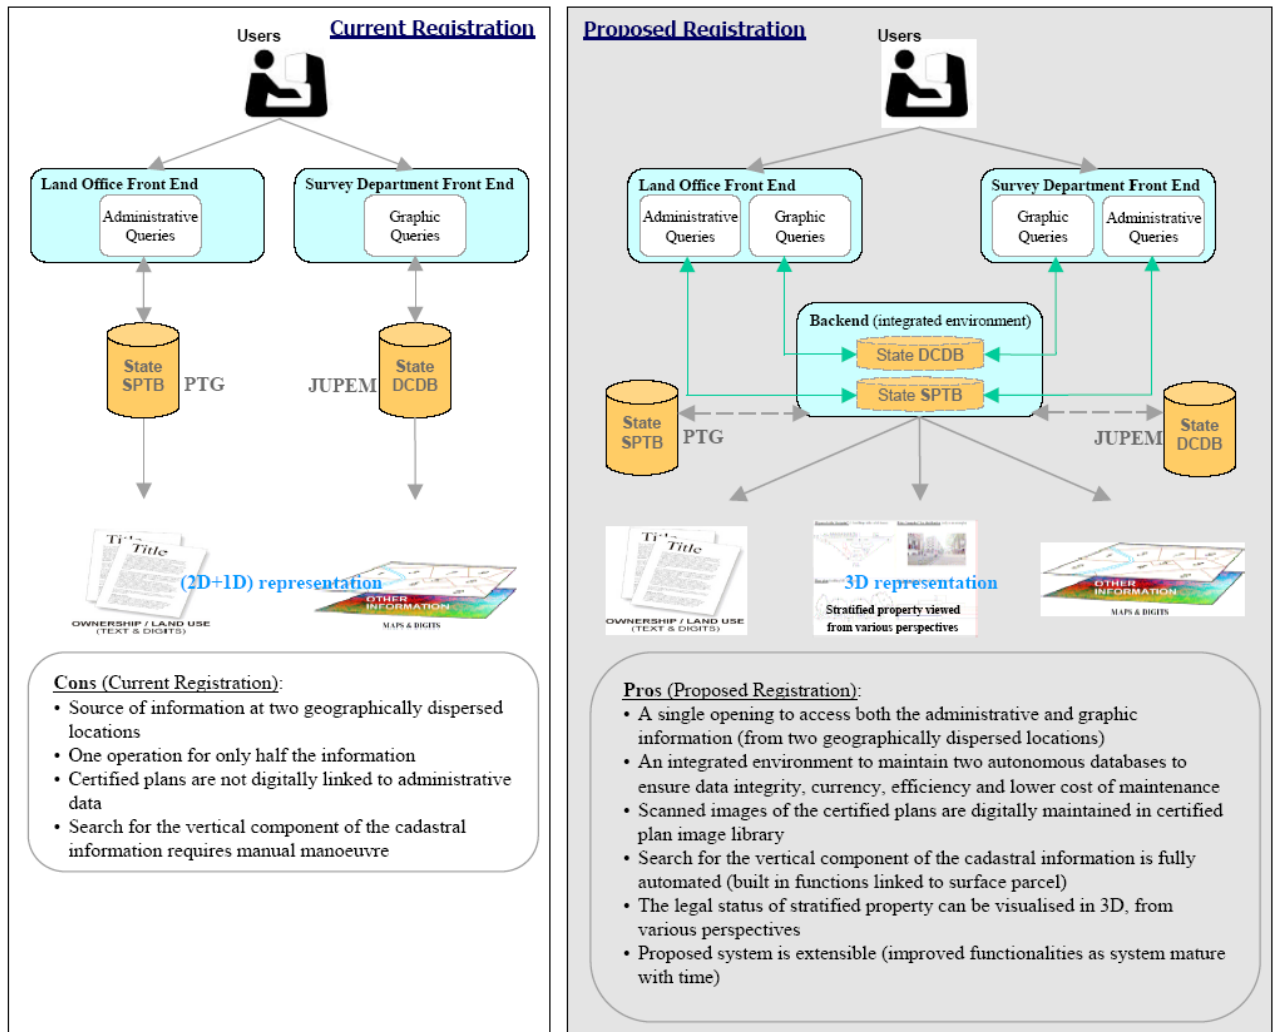 Current Registration
Users
Land Office Front End
Administrative
Queries
Survey Department Front End
Graphic
Queries
State
SPTB
PTG
JUPEM
State
DCDB
Title
Title
(2D+1D) representation
OWNERSHIP / LAND USE
(TEXT & DIGITS)
OTHER
INFORMATION
MAPS & DIGITS
Cons (Current Registration):
• Source of information at two geographically dispersed
locations
• One operation for only half the information
• Certified plans are not digitally linked to administrative
data
• Search for the vertical component of the cadastral
information requires manual manoeuvre
Proposed Registration
Users
Land Office Front End
Administrative
Queries
Graphic
Queries
Survey Department Front End
Graphic
Queries
Administrative
Queries
Backend (integrated environment)
State DCDB
State SPTB
State
SPTB
PTG
JUPEM
State
DCDB
Title
Title
OWNERSHIP / LAND USE
(TEXT & DIGITS)
3D representation
Stratified property viewed
from various perspectives
OTHER
INFORMATION
MAPS & DIGITS
Pros (Proposed Registration):
• A single opening to access both the administrative and graphic
information (from two geographically dispersed locations)
• An integrated environment to maintain two autonomous databases to
ensure data integrity, currency, efficiency and lower cost of maintenance
• Scanned images of the certified plans are digitally maintained in certified
plan image library
• Search for the vertical component of the cadastral information is fully
automated (built in functions linked to surface parcel)
• The legal status of stratified property can be visualised in 3D, from
various perspectives
• Proposed system is extensible (improved functionalities as system mature
with time)